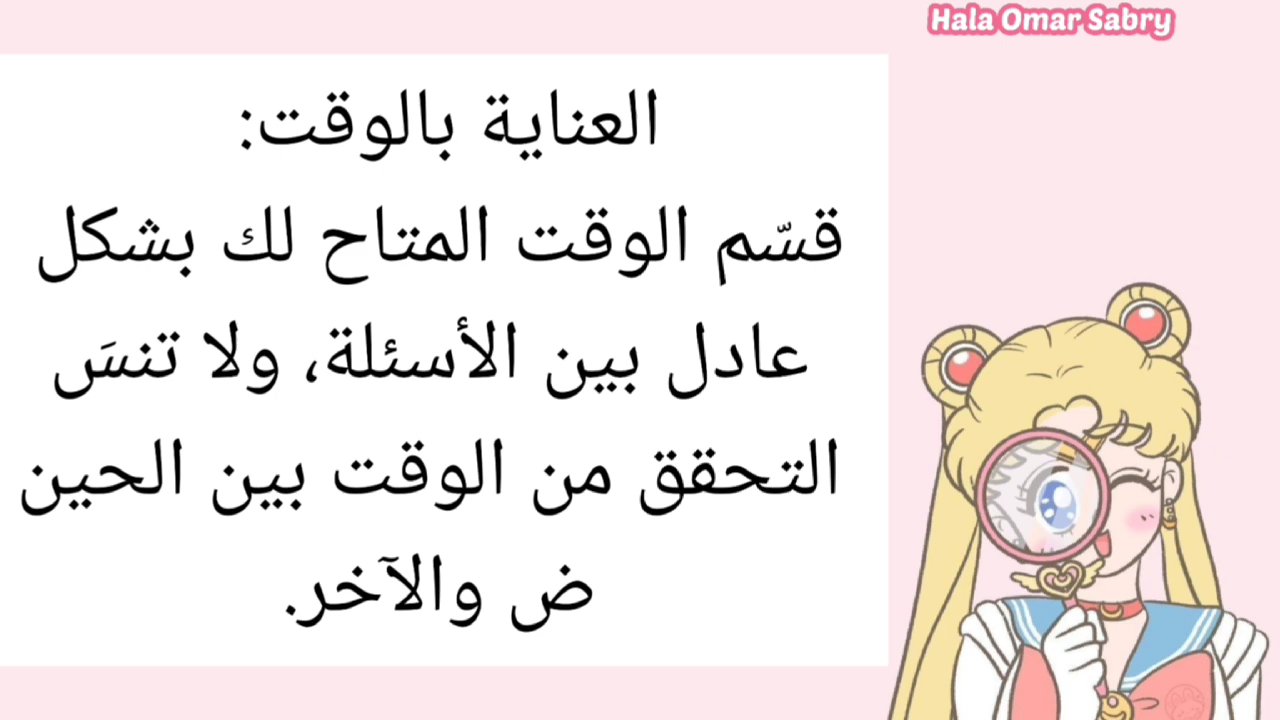 Hala Omar Sabry
العناية بالوقت:
قسّم الوقت المتاح لك بشكل
عادل بين الأسئلة، ولا تنسَ
التحقق من الوقت بين الحين
ض والآخر.